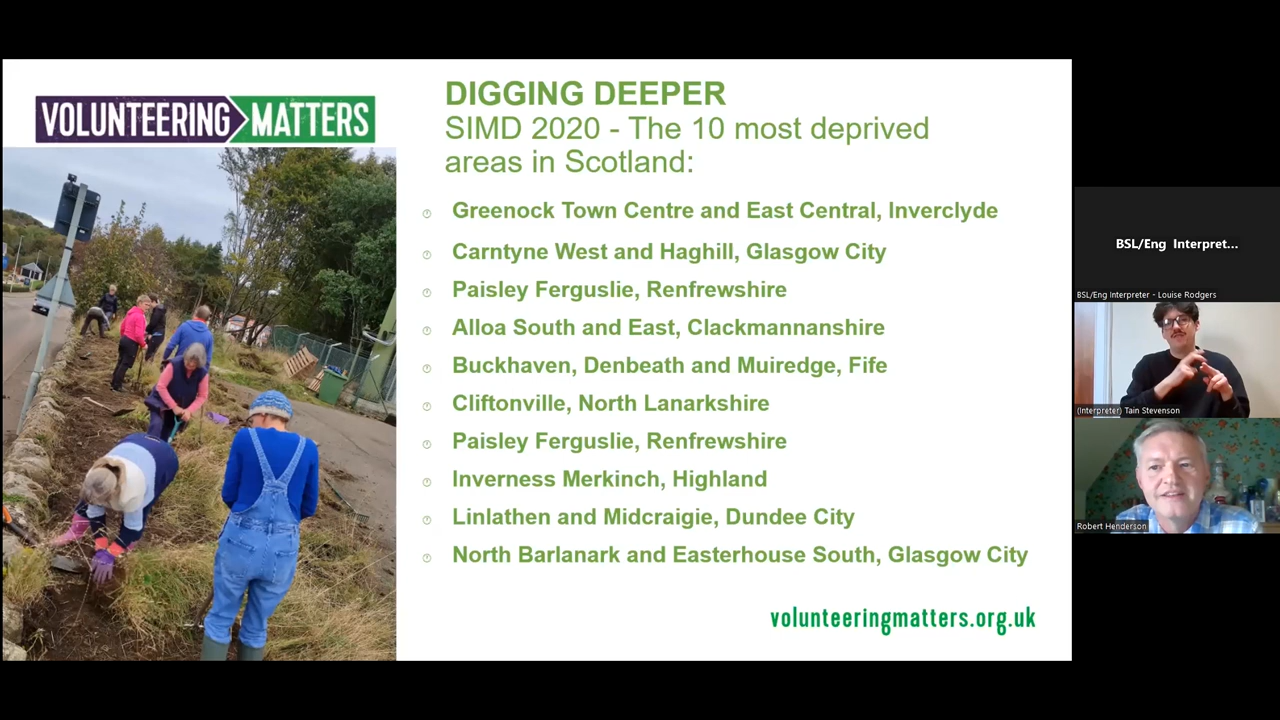 VOLUNTEERING MATTERS
DIGGING DEEPER
SIMD 2020 - The 10 most deprived
areas in Scotland:
Greenock Town Centre and East Central, Inverclyde
Carntyne West and Haghill, Glasgow City
Paisley Ferguslie, Renfrewshire
Alloa South and East, Clackmannanshire
Buckhaven, Denbeath and Muiredge, Fife
Cliftonville, North Lanarkshire
Paisley Ferguslie, Renfrewshire
Inverness Merkinch, Highland
Linlathen and Midcraigie, Dundee City
North Barlanark and Easterhouse South, Glasgow City
volunteeringmatters.org.uk
BSL/Eng Interpret...
BSL/Eng Interpreter - Louise Rodgers
(Interpreter) Tain Stevenson
Robert Henderson